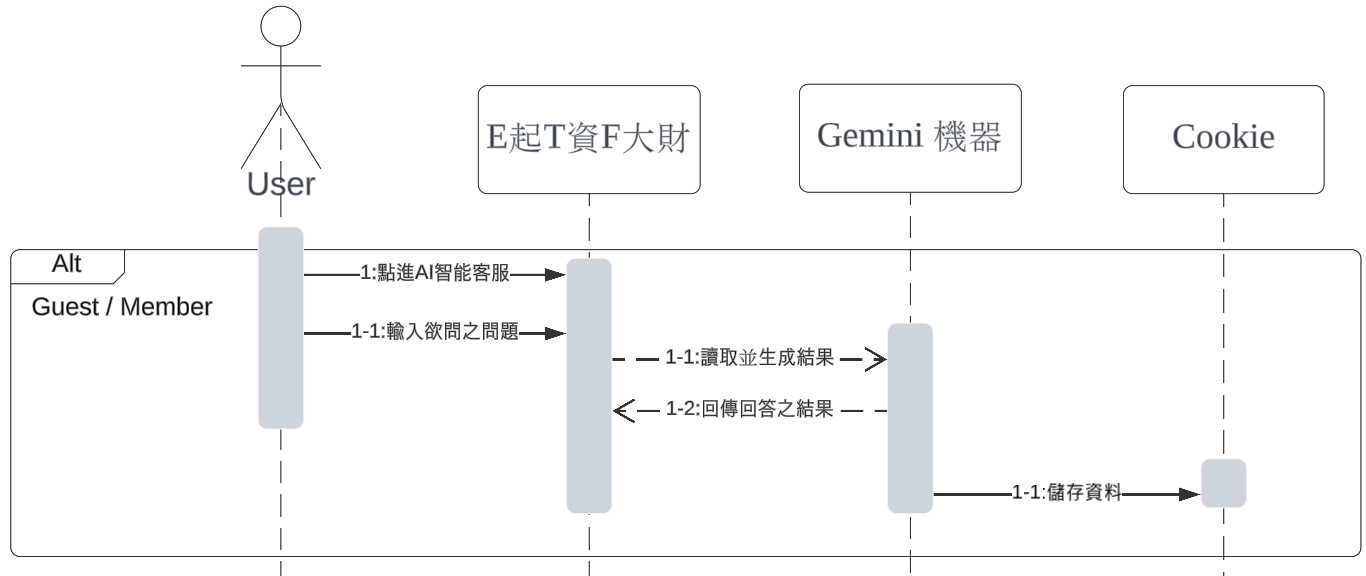 User
E起T資F大財
Gemini 機器
Cookie
Alt
Guest / Member
1:點進AI智能客服
1-1:輸入欲問之問題
1-1:讀取並生成結果
1-2:回傳回答之結果
1-1:儲存資料